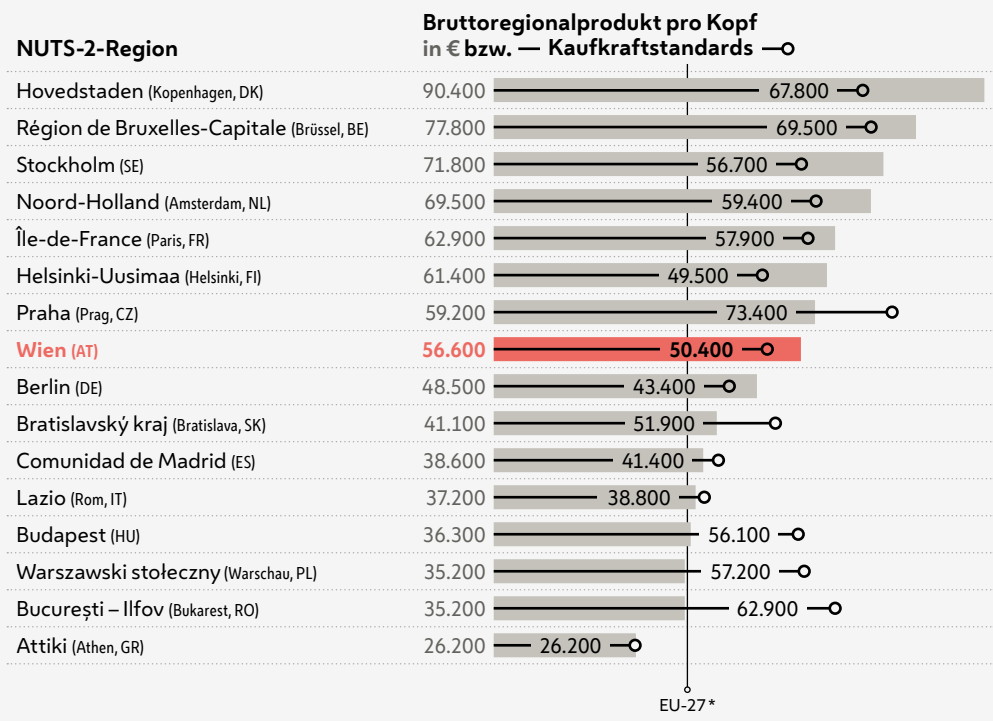 Bruttoregionalprodukt pro Kopf
NUTS-2-Region in € bzw. — Kaufkraftstandards
Hovedstaden (Kopenhagen, DK) 90.400 67.800
Région de Bruxelles-Capitale (Brüssel, BE) 77.800 69.500
Stockholm (SE) 71.800 56.700
Noord-Holland (Amsterdam, NL) 69.500 59.400
Île-de-France (Paris, FR) 62.900 57.900
Helsinki-Uusimaa (Helsinki, FI) 61.400 49.500
Praha (Prag, CZ) 59.200 73.400
Wien (AT) 56.600 50.400
Berlin (DE) 48.500 43.400
Bratislavský kraj (Bratislava, SK) 41.100 51.900
Comunidad de Madrid (ES) 38.600 41.400
Lazio (Rom, IT) 37.200 38.800
Budapest (HU) 36.300 56.100
Warszawski stołeczny (Warschau, PL) 35.200 57.200
București – Ilfov (Bukarest, RO) 35.200 62.900
Attiki (Athen, GR) 26.200 26.200
EU-27*